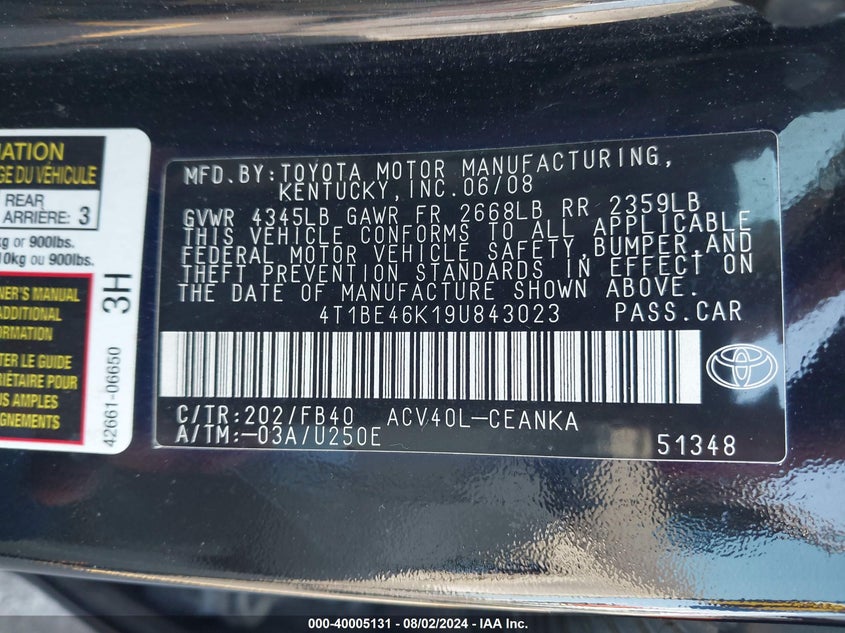 MATION
GE DU VÉHICULE
REAR
ARRIÈRE: 3
kg or 900lbs.
10kg ou 900lbs.
NER'S MANUAL
ADDITIONAL
FORMATION
TER LE GUIDE
RIÉTAIRE POUR
US AMPLES
GNEMENTS
3H
42661-06650
MFD.BY:TOYOTA MOTOR MANUFACTURING,
KENTUCKY,INC.06/08
GVWR 4345LB GAWR FR 2668LB RR 2359LB
THIS VEHICLE CONFORMS TO ALL APPLICABLE
FEDERAL MOTOR VEHICLE SAFETY,BUMPER,AND
THEFT PREVENTION STANDARDS IN EFFECT ON
THE DATE OF MANUFACTURE SHOWN ABOVE.
4T1BE46K19U843023 PASS.CAR
C/TR:202/FB40 ACV40L-CEANKA
A/TM:-03A/U250E 51348
000-40005131 - 08/02/2024 - IAA Inc.